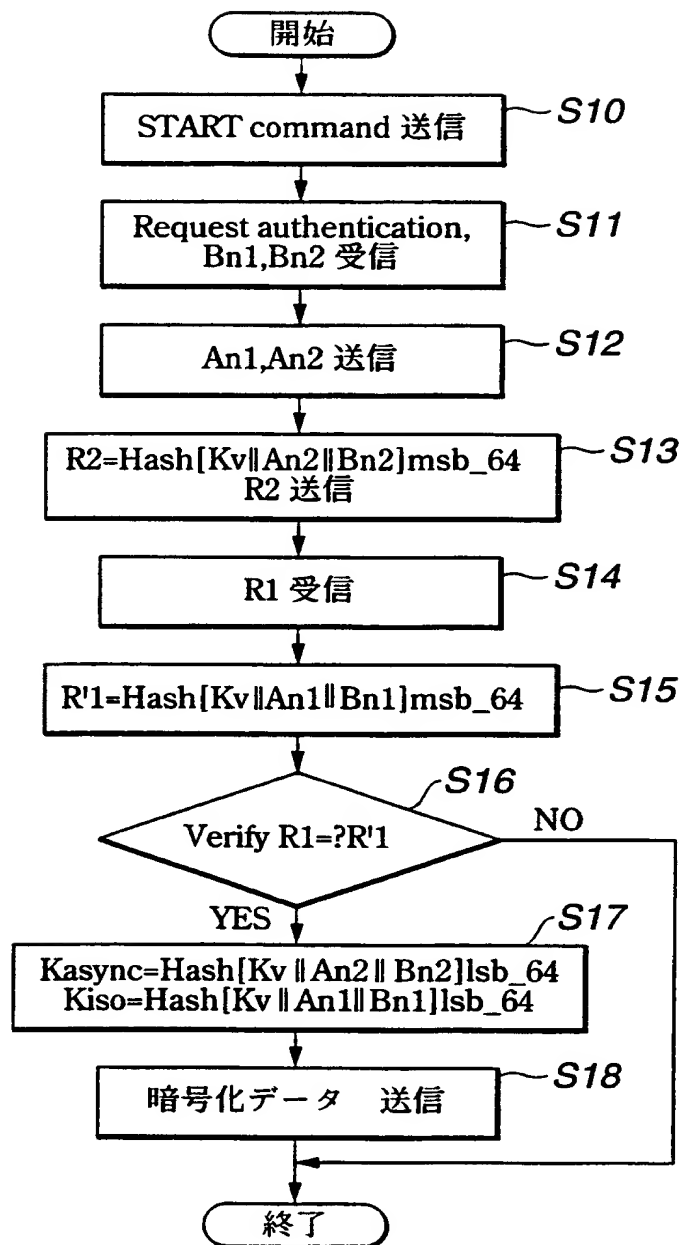 開始
START command 送信
S10
Request authentication,
Bn1,Bn2 受信
S11
An1,An2 送信
S12
R2=Hash[Kv||An2||Bn2]msb_64
R2 送信
S13
R1 受信
S14
R'1=Hash[Kv||An1||Bn1]msb_64
S15
S16
Verify R1=?R'1
NO
YES
S17
Kasync=Hash[Kv||An2||Bn2]lsb_64
Kiso=Hash[Kv||An1||Bn1]lsb_64
暗号化データ 送信
S18
終了